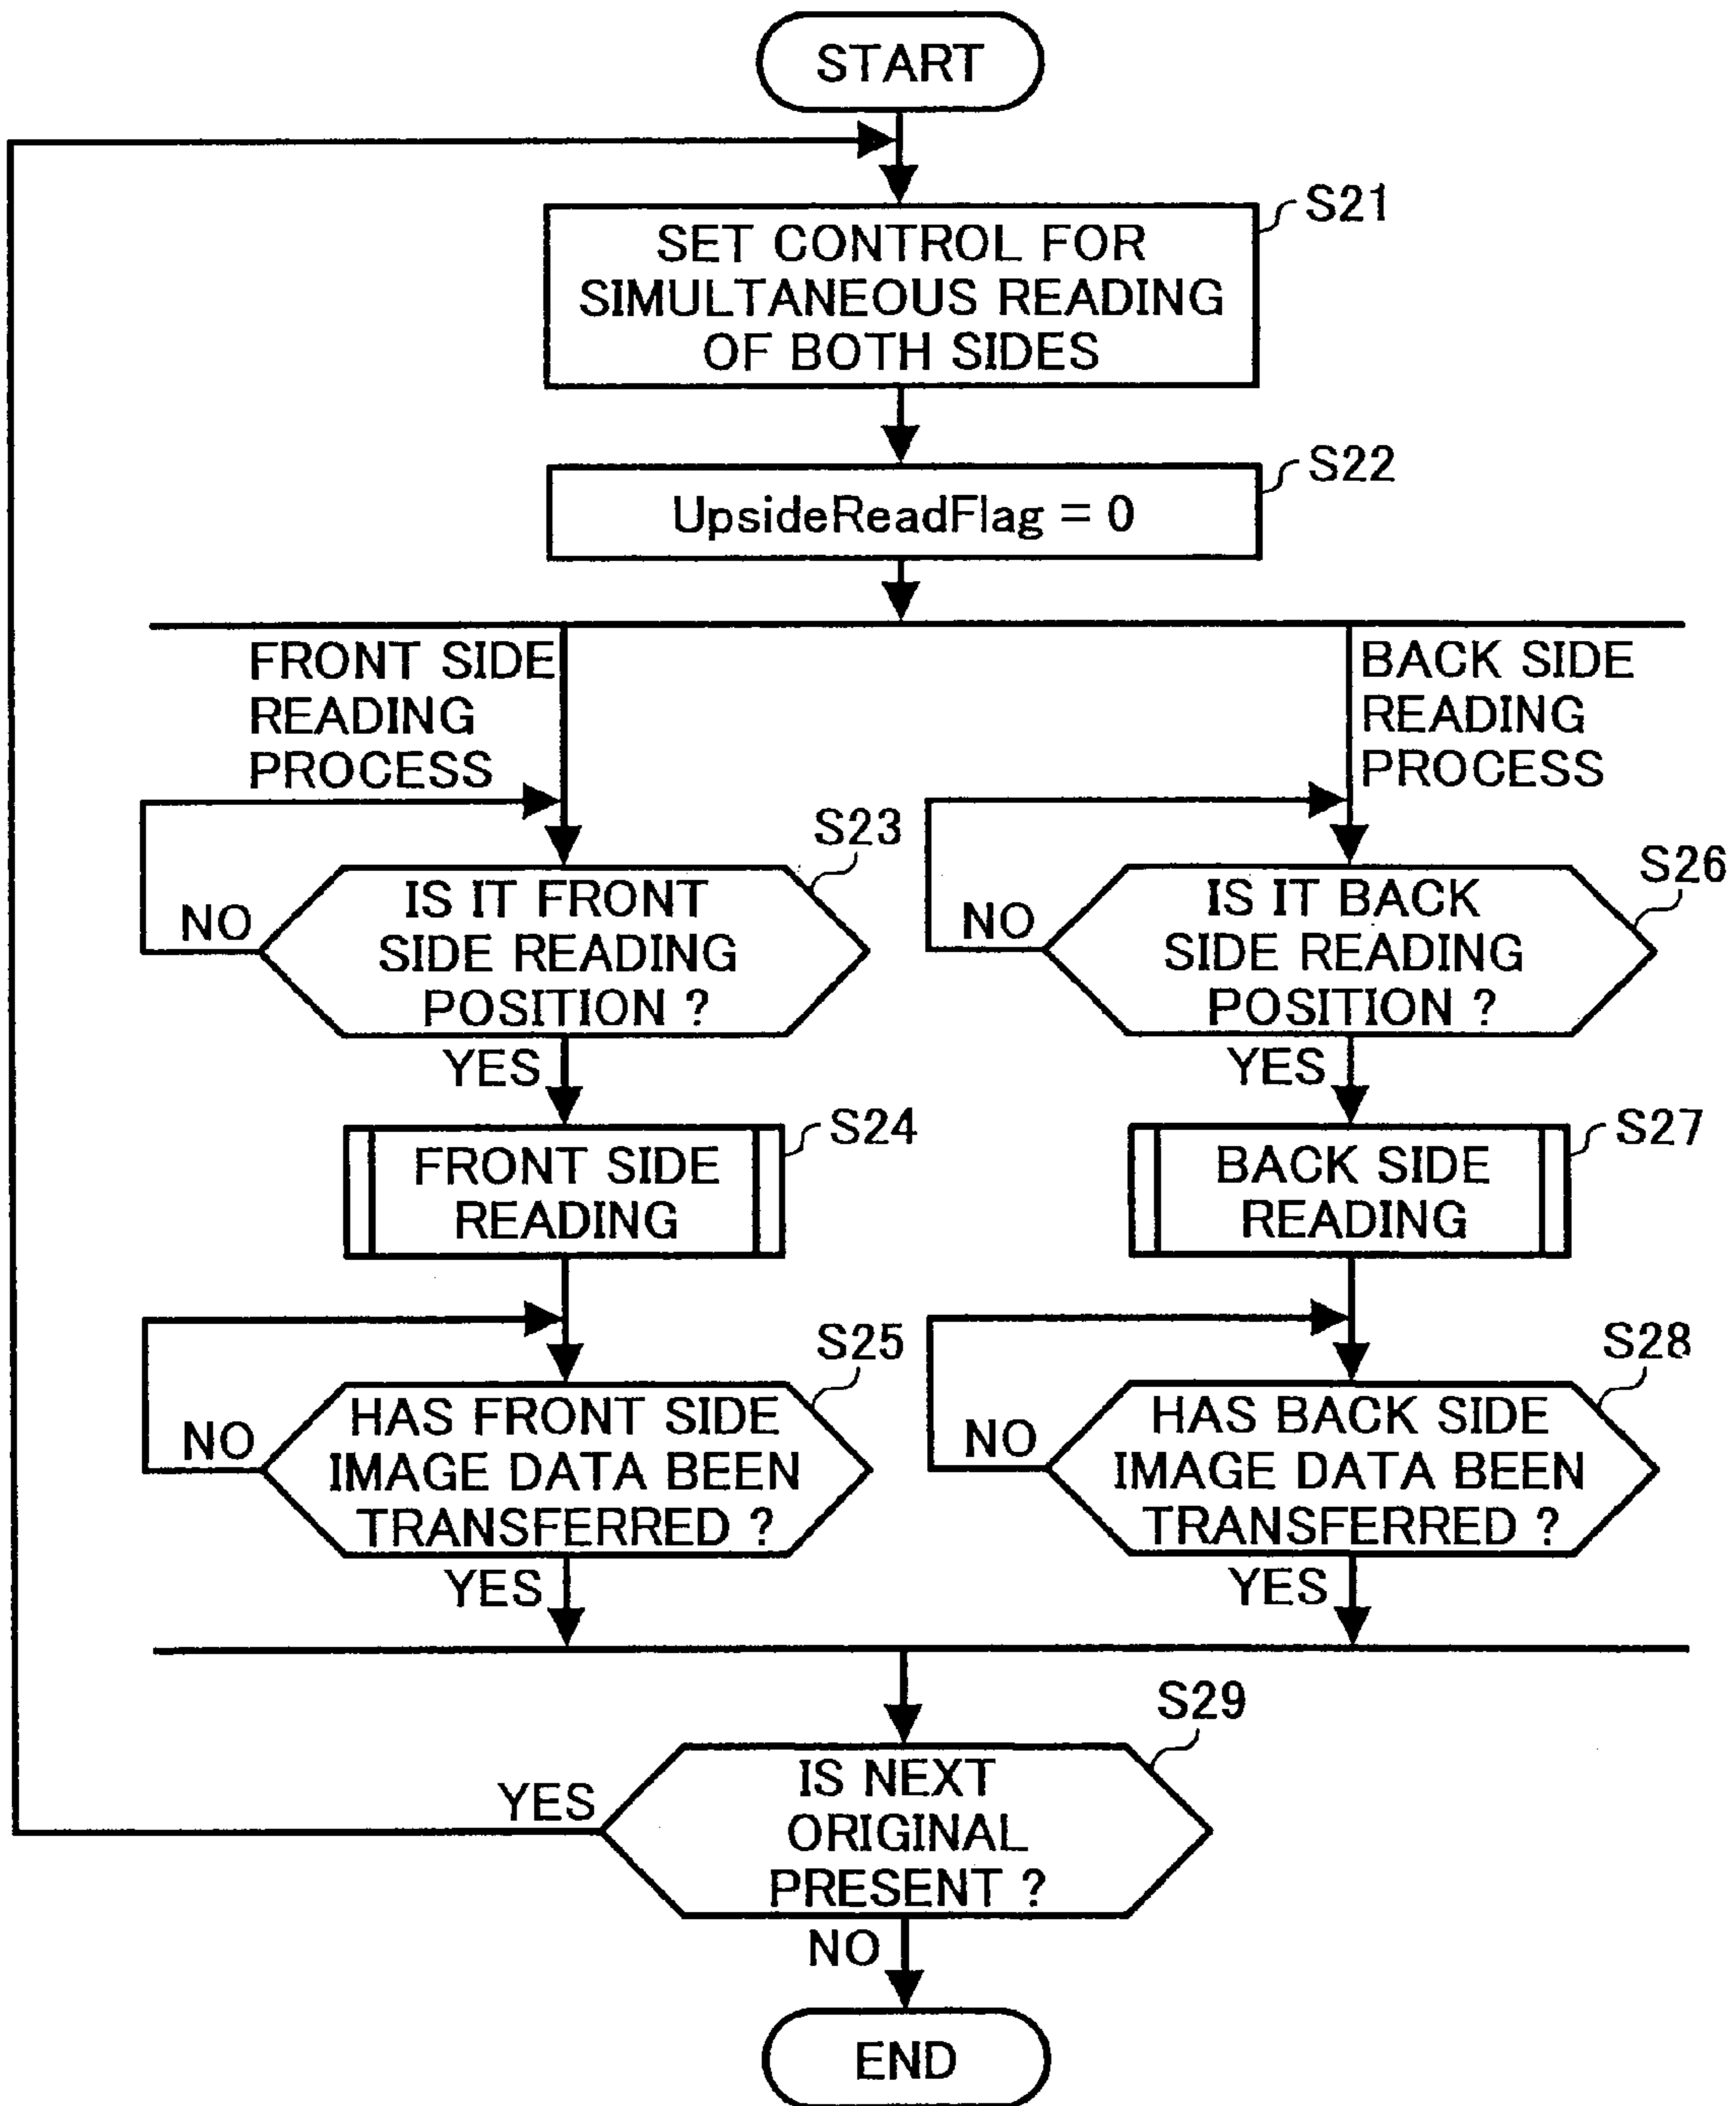 START
S21
SET CONTROL FOR
SIMULTANEOUS READING
OF BOTH SIDES
S22
UpsideReadFlag = 0
FRONT SIDE
READING
PROCESS
BACK SIDE
READING
PROCESS
S23
IS IT FRONT
SIDE READING
POSITION ?
NO
YES
S26
IS IT BACK
SIDE READING
POSITION ?
NO
YES
S24
FRONT SIDE
READING
S27
BACK SIDE
READING
S25
HAS FRONT SIDE
IMAGE DATA BEEN
TRANSFERRED ?
NO
YES
S28
HAS BACK SIDE
IMAGE DATA BEEN
TRANSFERRED ?
NO
YES
S29
IS NEXT
ORIGINAL
PRESENT ?
YES
NO
END